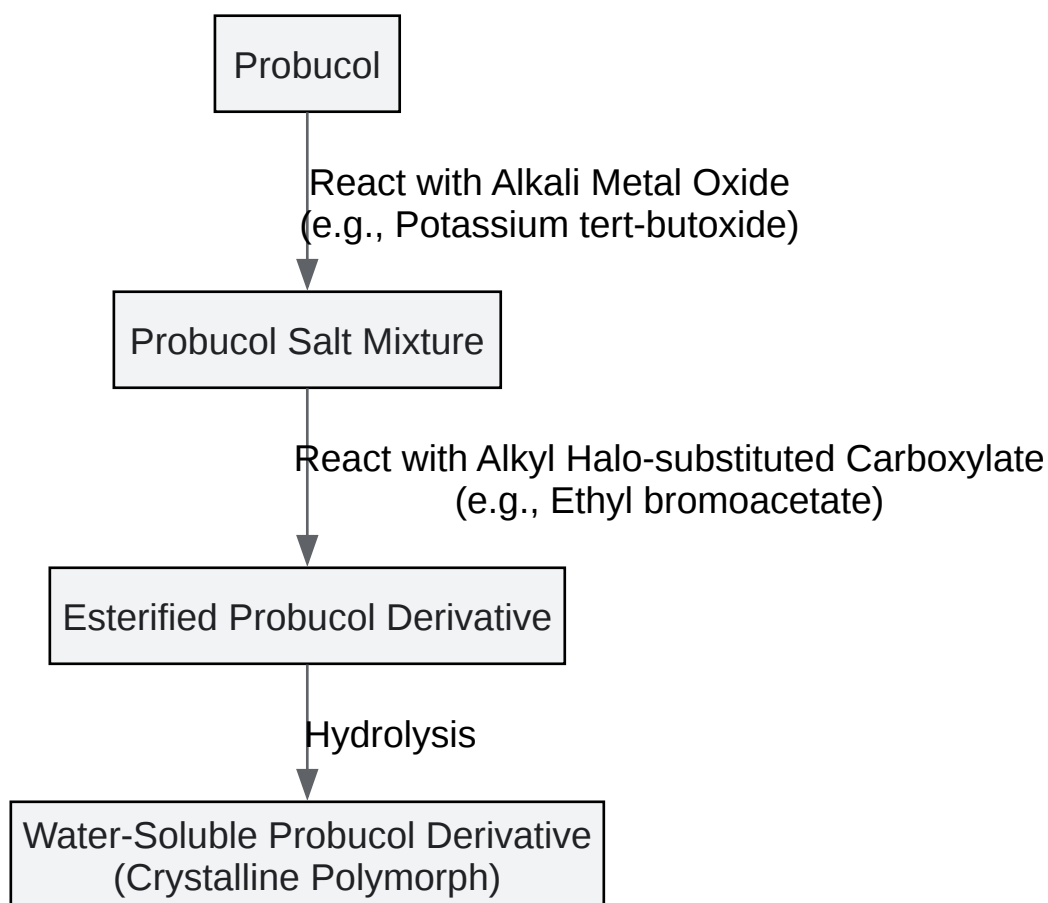 Probucol
React with Alkali Metal Oxide
(e.g., Potassium tert-butoxide)
Probucol Salt Mixture
React with Alkyl Halo-substituted Carboxylate
(e.g., Ethyl bromoacetate)
Esterified Probucol Derivative
Hydrolysis
Water-Soluble Probucol Derivative
(Crystalline Polymorph)